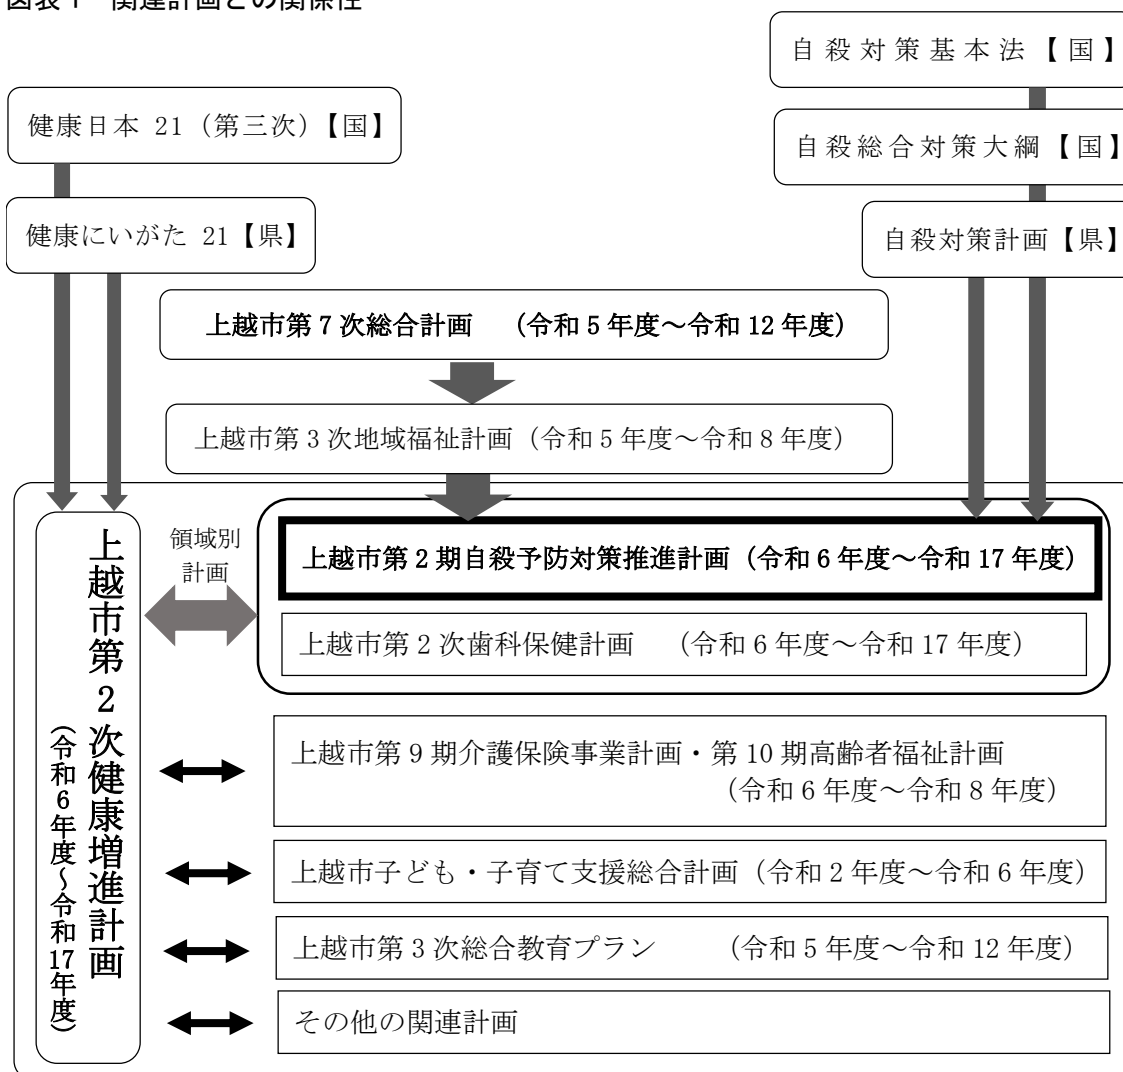 図表1 関連計画との関係性
自殺対策基本法【国】
健康日本 21（第三次）【国】
自殺総合対策大綱【国】
健康にいがた 21【県】
自殺対策計画【県】
上越市第7次総合計画 （令和5年度～令和12年度）
上越市第3次地域福祉計画（令和5年度～令和8年度）
上越市第2次健康増進計画
（令和6年度～令和17年度）
領域別
計画
上越市第2期自殺予防対策推進計画（令和6年度～令和17年度）
上越市第2次歯科保健計画 （令和6年度～令和17年度）
上越市第9期介護保険事業計画・第10期高齢者福祉計画
（令和6年度～令和8年度）
上越市子ども・子育て支援総合計画（令和2年度～令和6年度）
上越市第3次総合教育プラン （令和5年度～令和12年度）
その他の関連計画